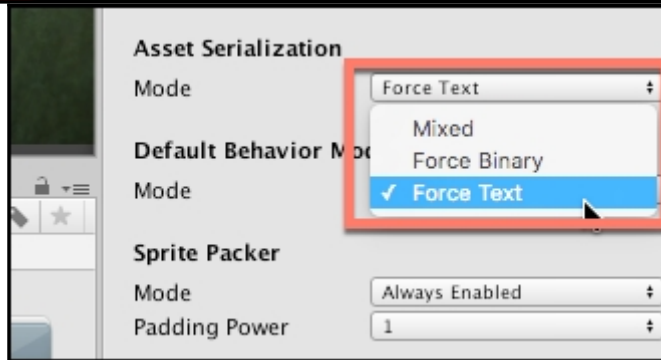 Asset Serialization
Mode Force Text
Mixed
Default Behavior Mo
Force Binary
Mode ✓ Force Text
Sprite Packer
Mode Always Enabled
Padding Power 1